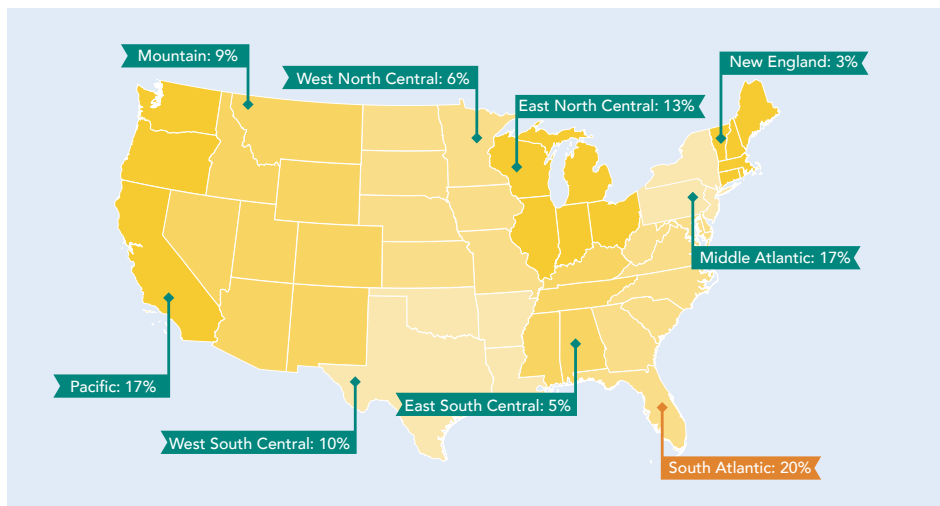 Mountain: 9%
New England: 3%
West North Central: 6%
East North Central: 13%
Middle Atlantic: 17%
Pacific: 17%
East South Central: 5%
West South Central: 10%
South Atlantic: 20%